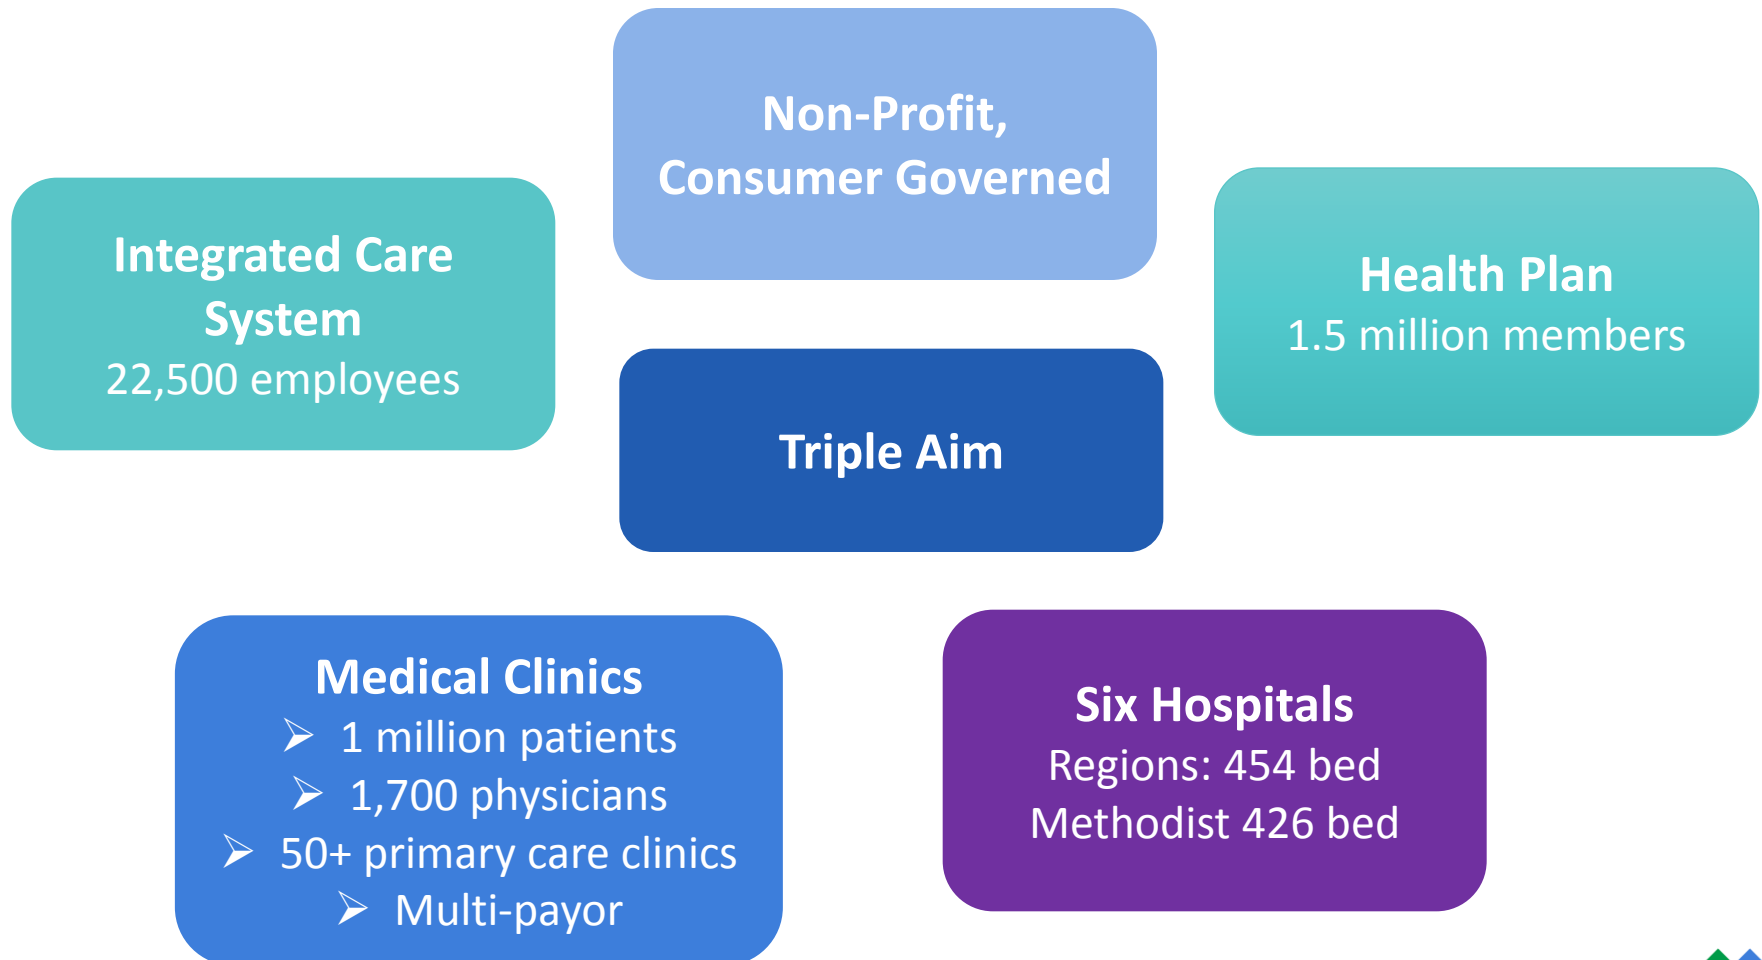 Non-Profit,
Consumer Governed
Integrated Care
System
22,500 employees
Health Plan
1.5 million members
Triple Aim
Medical Clinics
➢ 1 million patients
➢ 1,700 physicians
➢ 50+ primary care clinics
➢ Multi-payor
Six Hospitals
Regions: 454 bed
Methodist 426 bed